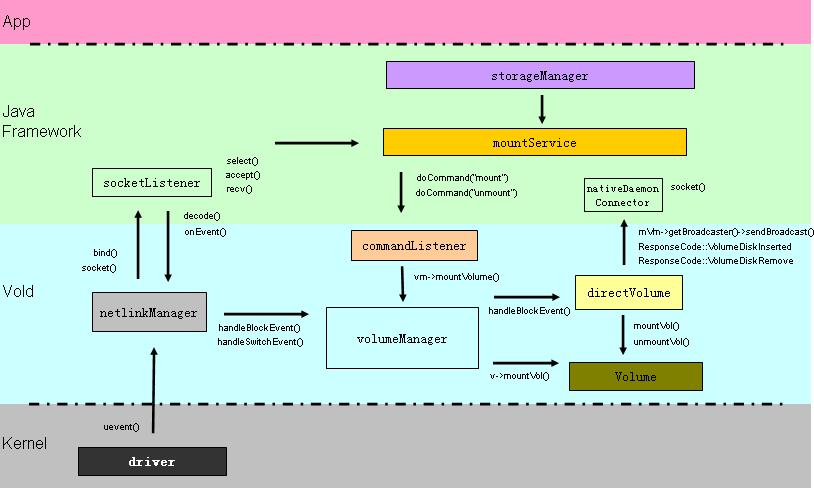 App
storageManager
Java
Framework
mountService
select()
accept()
recv()
socketListener
doCommand("mount")
doCommand("unmount")
nativeDaemon
Connector
socket()
decode()
onEvent()
mVm->getBroadcaster()->sendBroadcast()
ResponseCode::VolumeDiskInserted
ResponseCode::VolumeDiskRemove
bind()
socket()
commandListener
vm->mountVolume()
Vold
netlinkManager
handleBlockEvent()
handleSwitchEvent()
volumeManager
handleBlockEvent()
directVolume
mountVol()
unmountVol()
v->mountVol()
Volume
uevent()
Kernel
driver